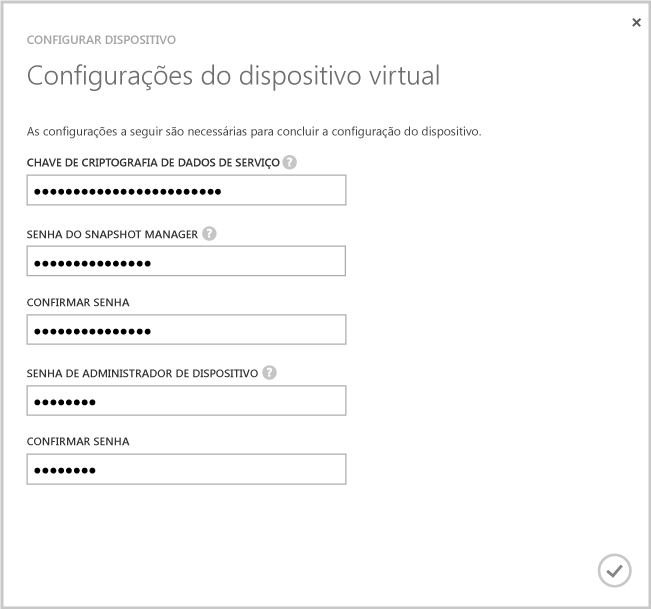 CONFIGURAR DISPOSITIVO
Configurações do dispositivo virtual
As configurações a seguir são necessárias para concluir a configuração do dispositivo.
CHAVE DE CRIPTOGRAFIA DE DADOS DE SERVIÇO ?
●●●●●●●●●●●●●●●●●●●●●●●●
SENHA DO SNAPSHOT MANAGER ?
●●●●●●●●●●●●●●●
CONFIRMAR SENHA
●●●●●●●●●●●●●●●
SENHA DE ADMINISTRADOR DE DISPOSITIVO ?
●●●●●●●●
CONFIRMAR SENHA
●●●●●●●●